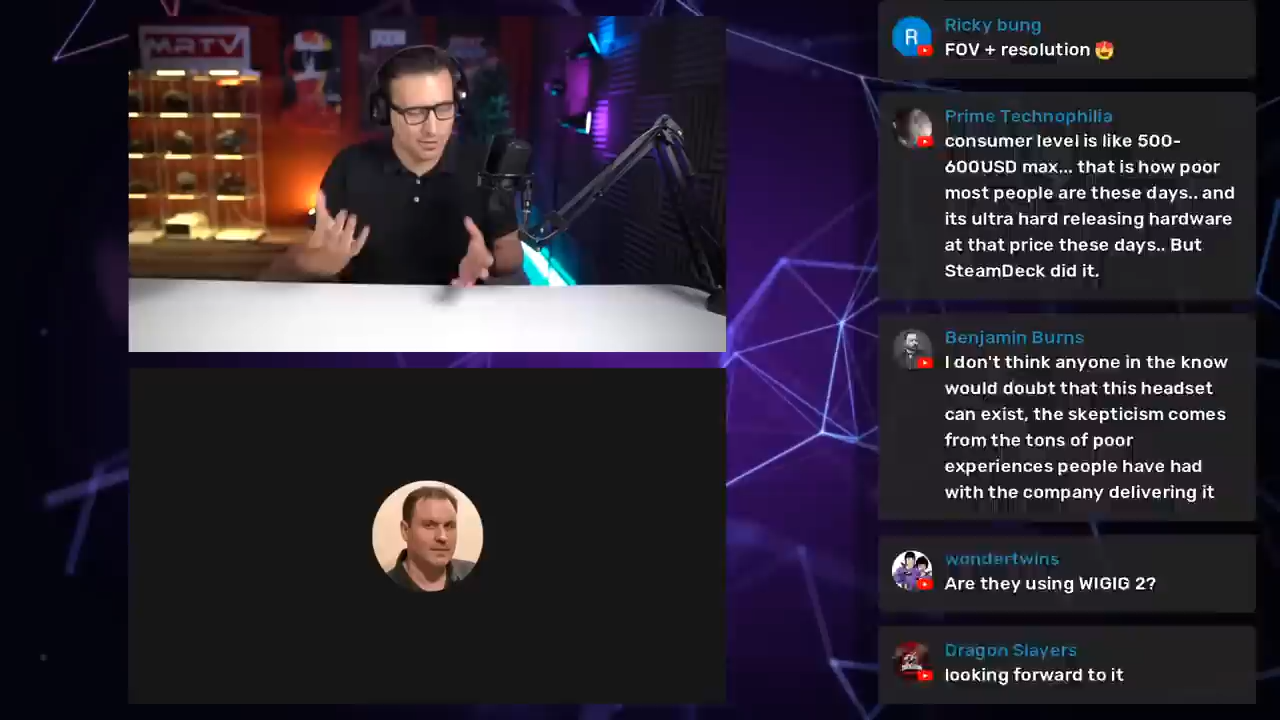 MRTV
R
Ricky bung
FOV + resolution 😍
Prime Technophilia
consumer level is like 500-
600USD max... that is how poor
most people are these days.. and
its ultra hard releasing hardware
at that price these days.. But
SteamDeck did it.
Benjamin Burns
I don't think anyone in the know
would doubt that this headset
can exist, the skepticism comes
from the tons of poor
experiences people have had
with the company delivering it
wondertwins
Are they using WIGIG 2?
Dragon Slayers
looking forward to it